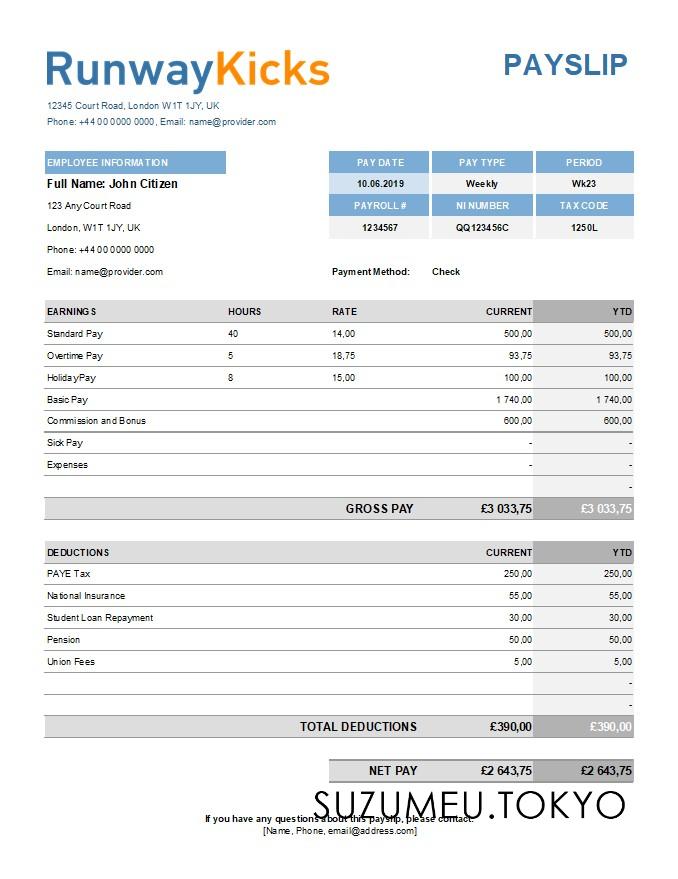 RunwayKicks
PAYSLIP
12345 Court Road, London W1T 1JY, UK
Phone: +44 00 0000 0000, Email: name@provider.com
EMPLOYEE INFORMATION
PAY DATE PAY TYPE PERIOD
Full Name: John Citizen
10.06.2019 Weekly Wk23
123 Any Court Road
PAYROLL # NI NUMBER TAX CODE
London, W1T 1JY, UK
1234567 QQ123456C 1250L
Phone: +44 00 0000 0000
Email: name@provider.com
Payment Method: Check
EARNINGS HOURS RATE CURRENT YTD
Standard Pay 40 14,00 500,00 500,00
Overtime Pay 5 18,75 93,75 93,75
Holiday Pay 8 15,00 100,00 100,00
Basic Pay 1 740,00 1 740,00
Commission and Bonus 600,00 600,00
Sick Pay - -
Expenses - -
-
GROSS PAY £3 033,75 £3 033,75
DEDUCTIONS CURRENT YTD
PAYE Tax 250,00 250,00
National Insurance 55,00 55,00
Student Loan Repayment 30,00 30,00
Pension 50,00 50,00
Union Fees 5,00 5,00
-
-
TOTAL DEDUCTIONS £390,00 £390,00
NET PAY £2 643,75 £2 643,75
SUZUMEU.TOKYO
If you have any questions about this payslip, please contact:
[Name, Phone, email@address.com]